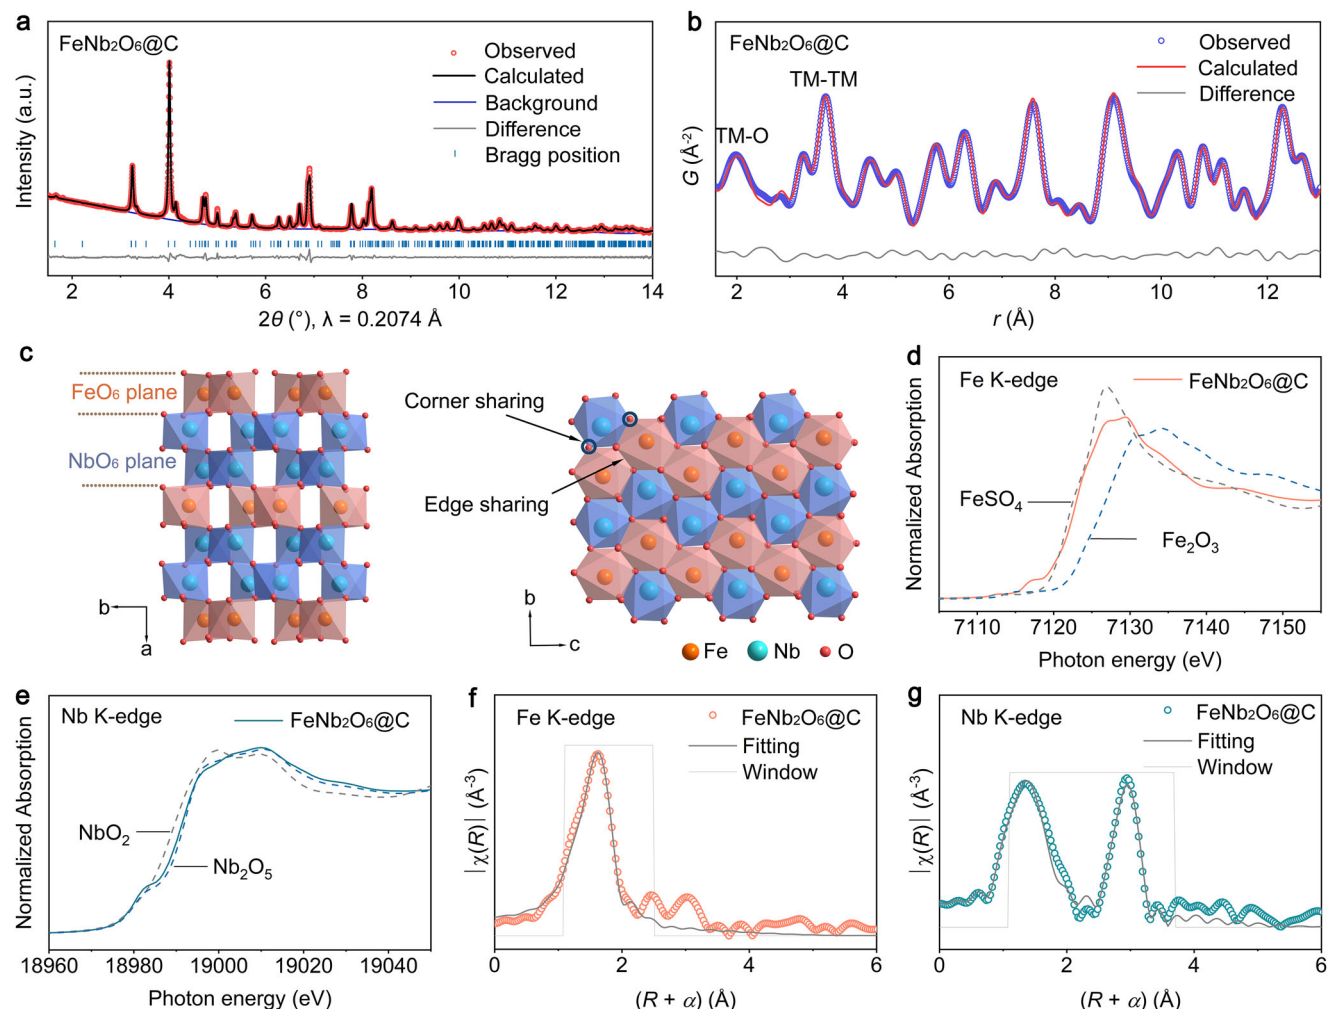 a
FeNb₂O₆@C
Observed
Calculated
Background
Difference
Bragg position
Intensity (a.u.)
2 4 6 8 10 12 14
2θ (°), λ = 0.2074 Å
b
FeNb₂O₆@C
Observed
Calculated
Difference
TM-TM
TM-O
G (Å⁻²)
2 4 6 8 10 12
r (Å)
c
FeO₆ plane
NbO₆ plane
b
a
Corner sharing
Edge sharing
b
c
Fe Nb O
d
Fe K-edge
FeNb₂O₆@C
FeSO₄
Fe₂O₃
Normalized Absorption
7110 7120 7130 7140 7150
Photon energy (eV)
e
Nb K-edge
FeNb₂O₆@C
NbO₂
Nb₂O₅
Normalized Absorption
18960 18980 19000 19020 19040
Photon energy (eV)
f
Fe K-edge
FeNb₂O₆@C
Fitting
Window
|χ(R)| (Å⁻³)
0 2 4 6
(R + α) (Å)
g
Nb K-edge
FeNb₂O₆@C
Fitting
Window
|χ(R)| (Å⁻³)
0 2 4 6
(R + α) (Å)